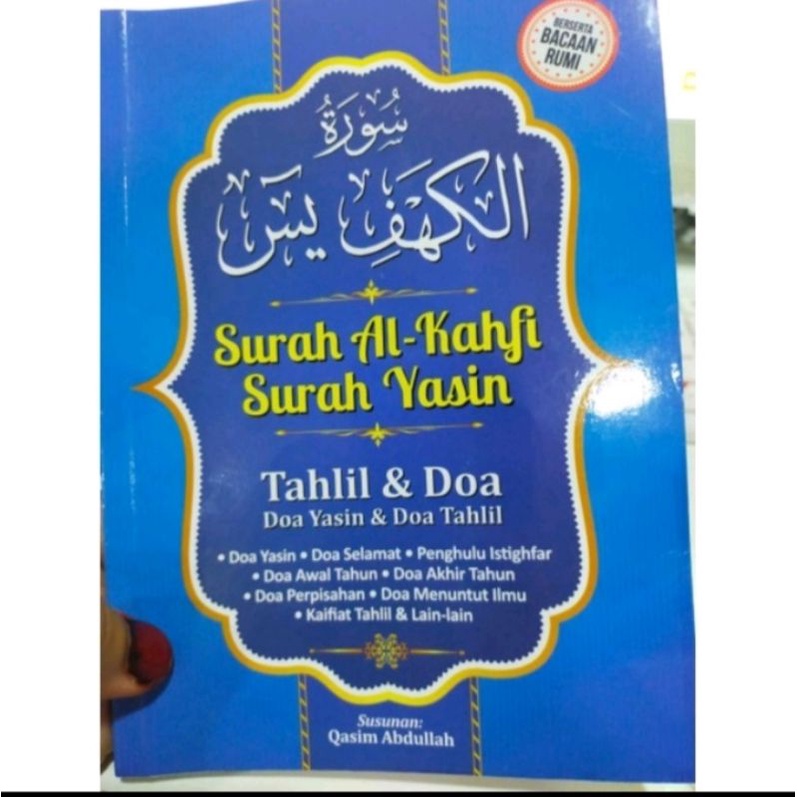 BERSERTA
BACAAN
RUMI
سُورَةُ
الكَهْفِ يسٓ
Surah Al-Kahfi
Surah Yasin
Tahlil & Doa
Doa Yasin & Doa Tahlil
• Doa Yasin • Doa Selamat • Penghulu Istighfar
• Doa Awal Tahun • Doa Akhir Tahun
• Doa Perpisahan • Doa Menuntut Ilmu
• Kaifiat Tahlil & Lain-lain
Susunan:
Qasim Abdullah